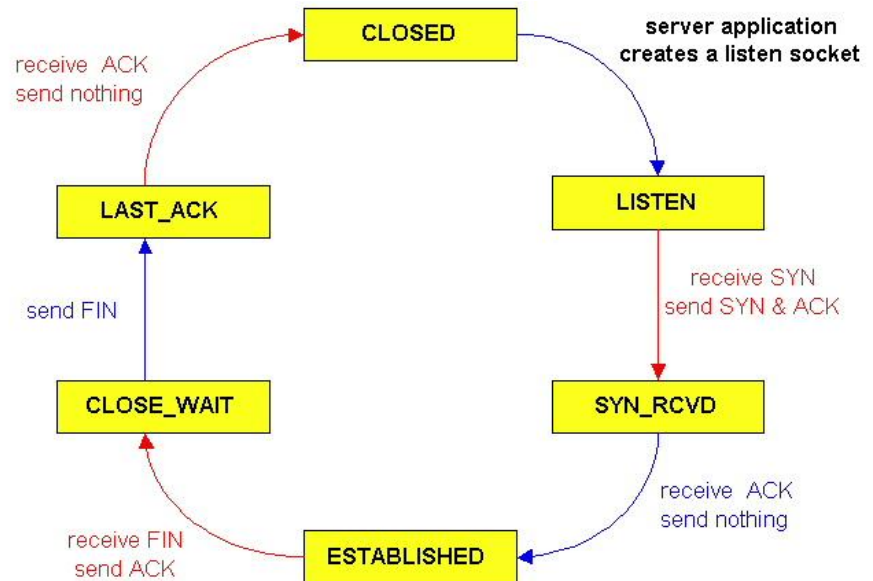 CLOSED
server application
creates a listen socket
receive ACK
send nothing
LAST_ACK
LISTEN
receive SYN
send SYN & ACK
send FIN
CLOSE_WAIT
SYN_RCVD
receive ACK
send nothing
receive FIN
send ACK
ESTABLISHED